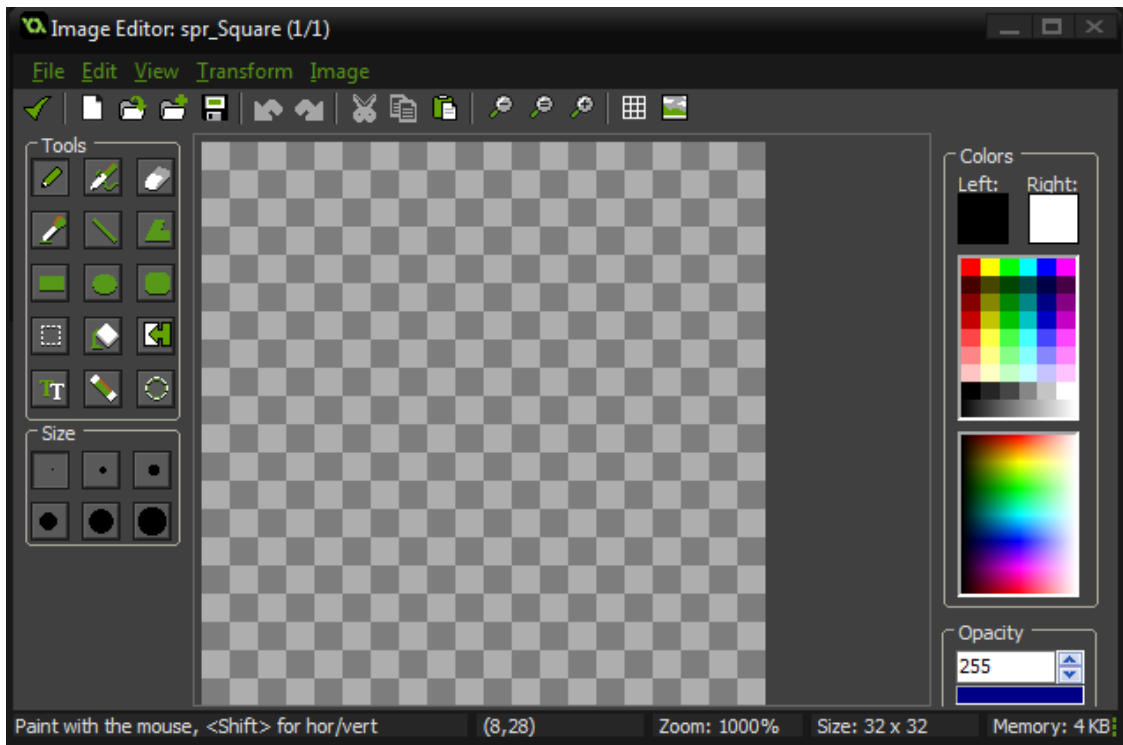 Image Editor: spr_Square (1/1)
File Edit View Transform Image
Tools
Size
Colors
Left: Right:
Opacity
255
Paint with the mouse, <Shift> for hor/vert (8,28) Zoom: 1000% Size: 32 x 32 Memory: 4 KB